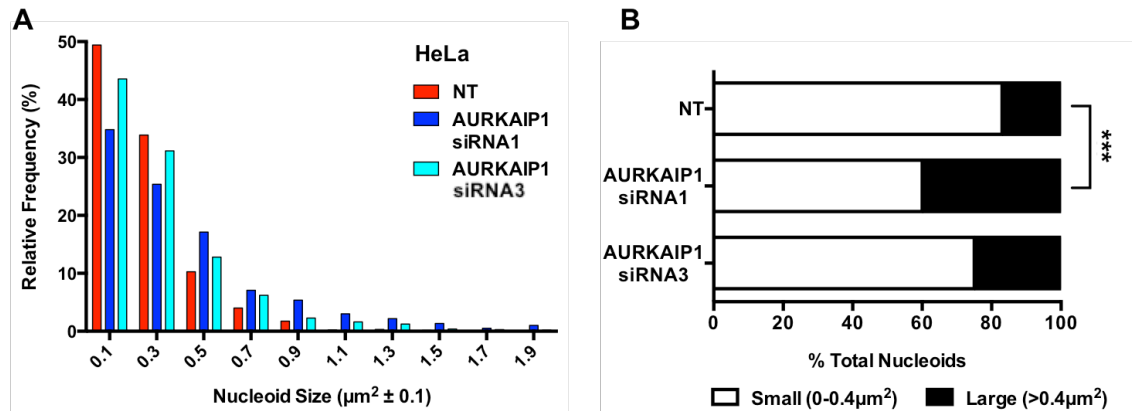 A
HeLa
NT
AURKAIP1
siRNA1
AURKAIP1
siRNA3
Relative Frequency (%)
50
40
30
20
10
0
0.1 0.3 0.5 0.7 0.9 1.1 1.3 1.5 1.7 1.9
Nucleoid Size (μm² ± 0.1)
B
NT
AURKAIP1
siRNA1
AURKAIP1
siRNA3
***
0 20 40 60 80 100
% Total Nucleoids
Small (0-0.4μm²) Large (>0.4μm²)